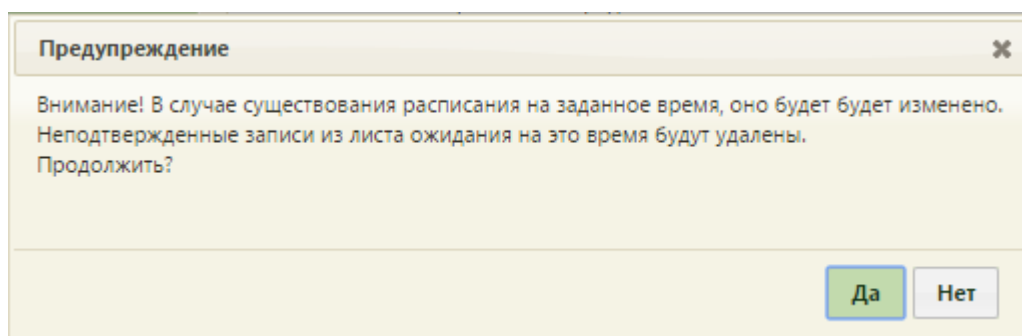 Предупреждение
Внимание! В случае существования расписания на заданное время, оно будет будет изменено.
Неподтвержденные записи из листа ожидания на это время будут удалены.
Продолжить?
Да Нет